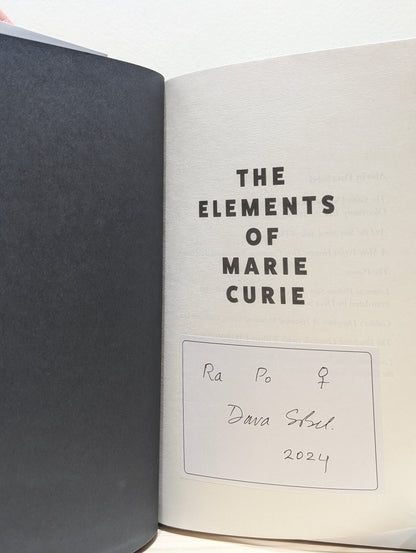 THE
ELEMENTS
OF
MARIE
CURIE
Ra Po ♀
Dava Sobel.
2024